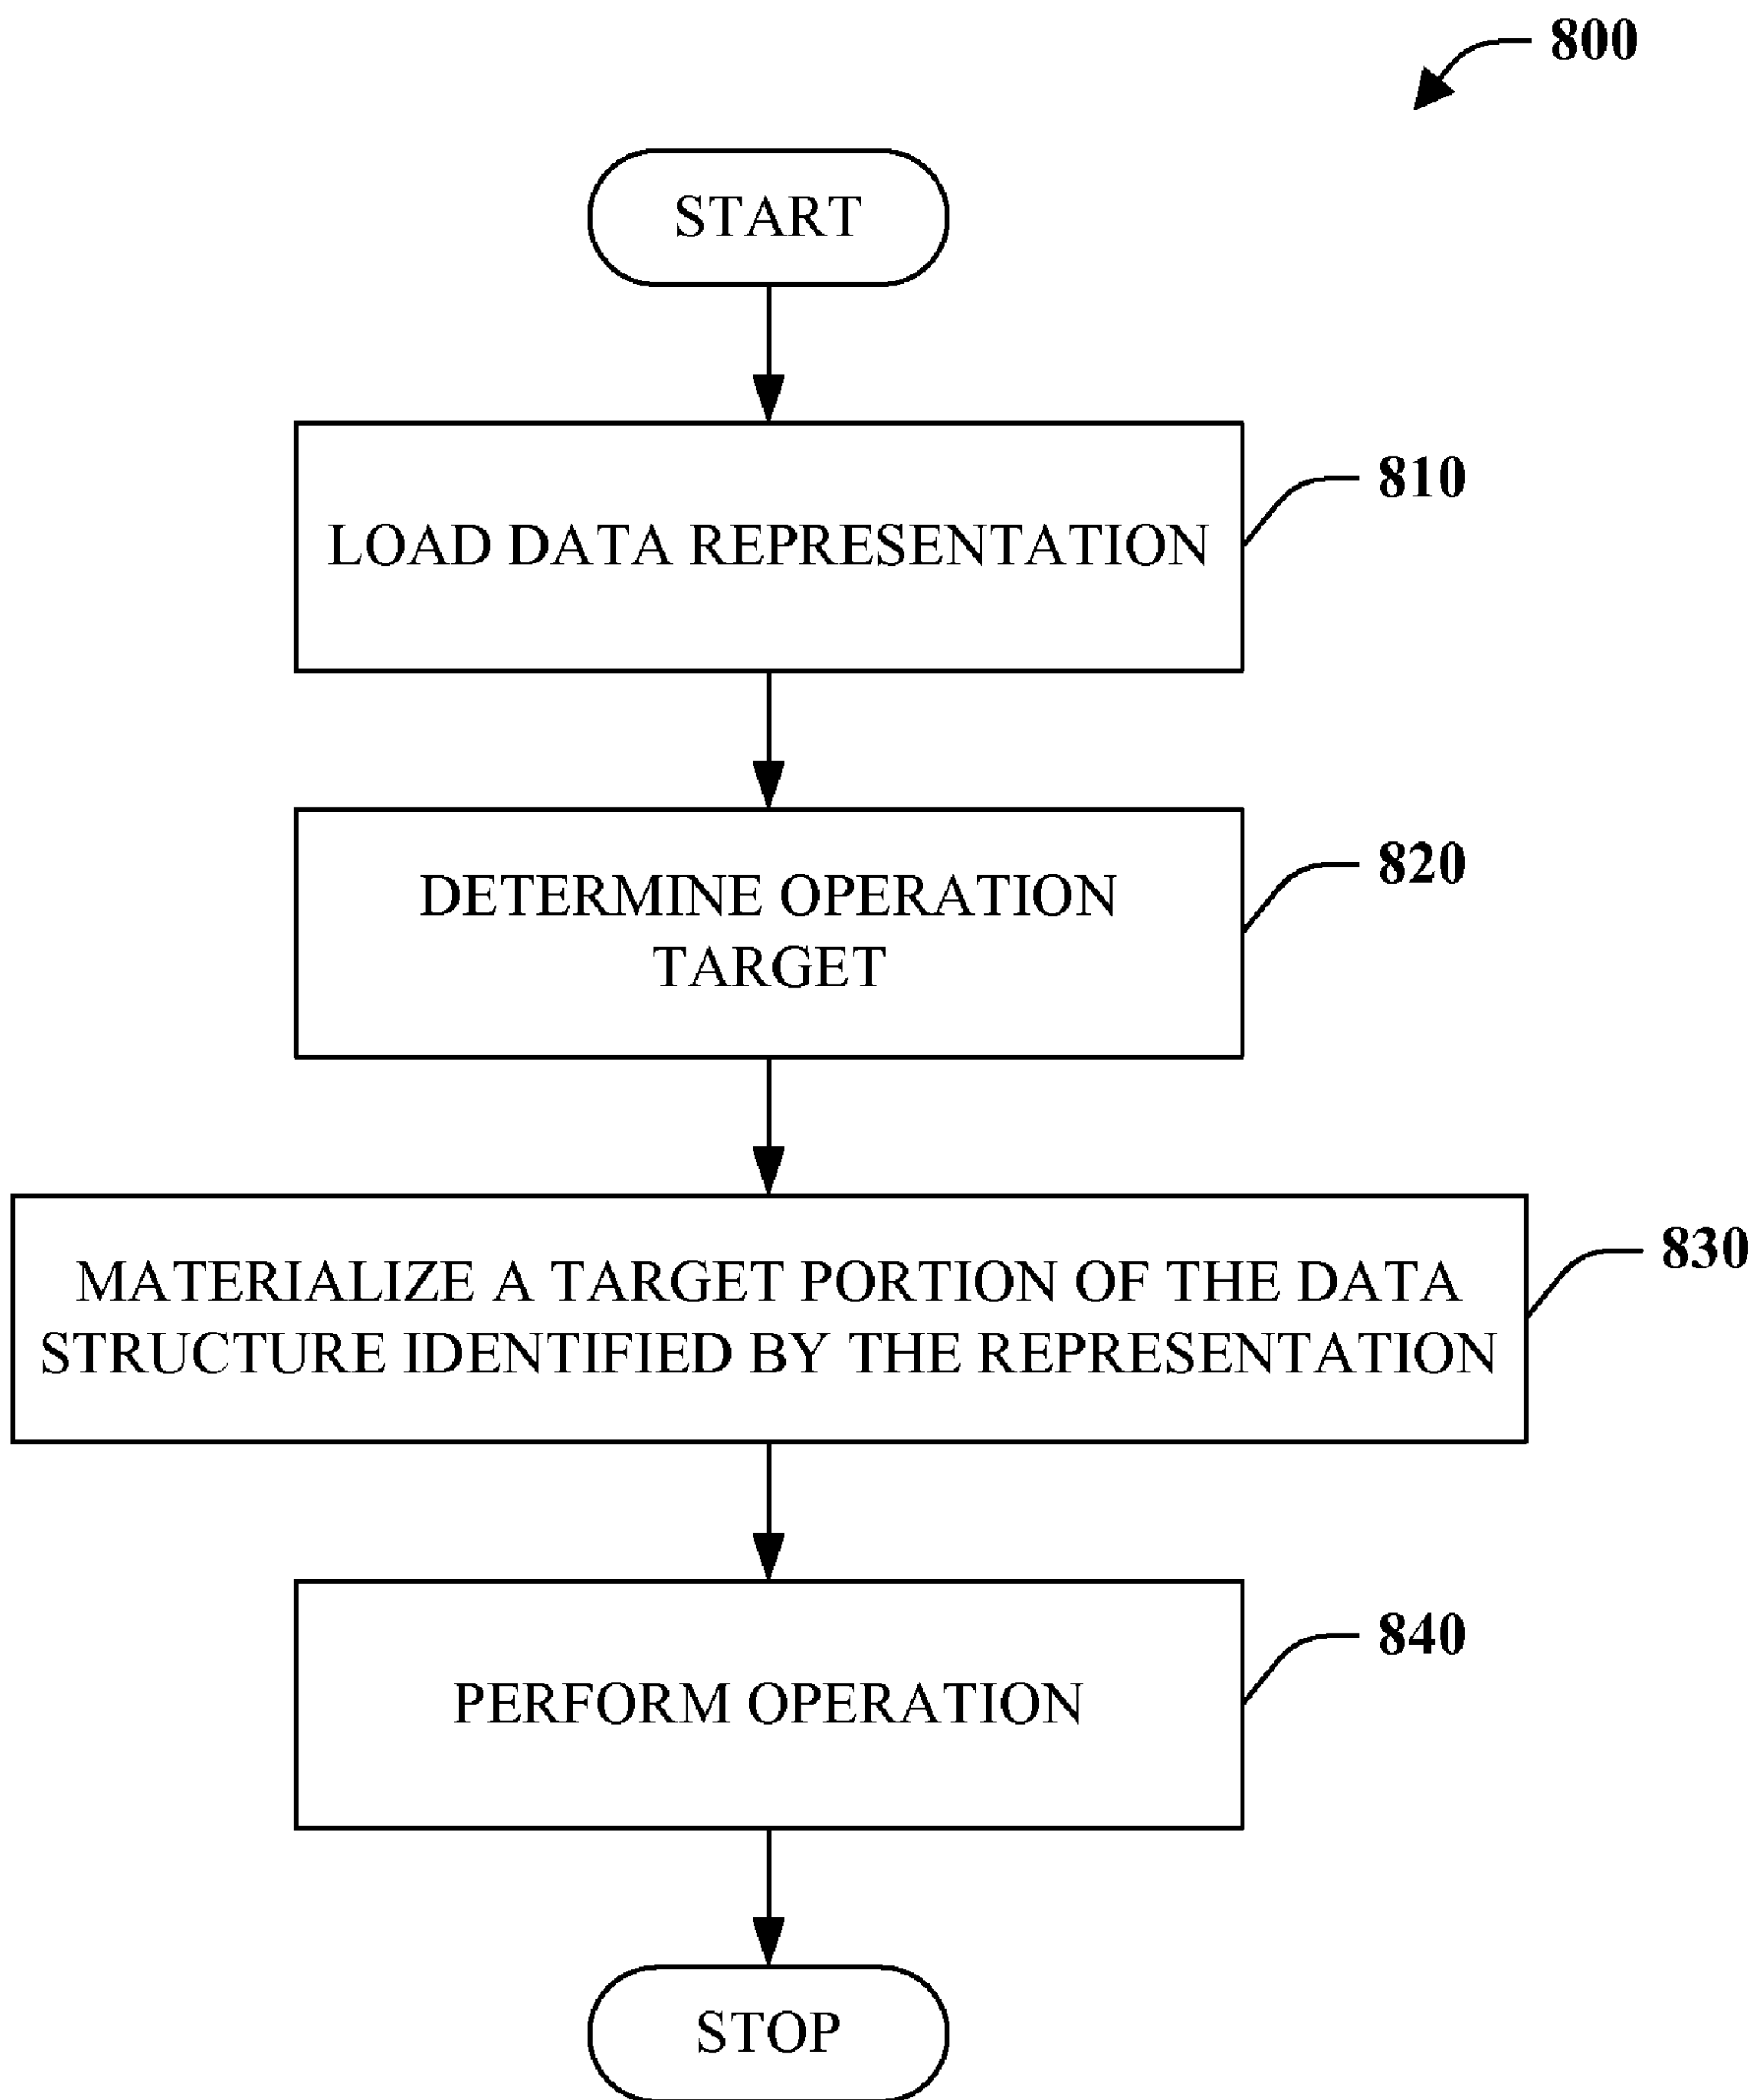 800
START
810
LOAD DATA REPRESENTATION
820
DETERMINE OPERATION
TARGET
830
MATERIALIZE A TARGET PORTION OF THE DATA
STRUCTURE IDENTIFIED BY THE REPRESENTATION
840
PERFORM OPERATION
STOP